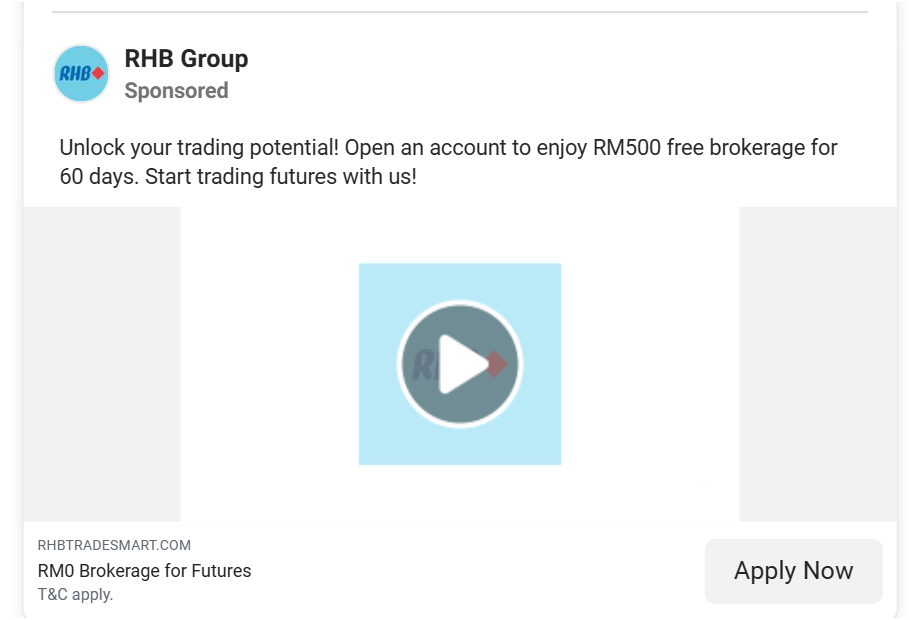 RHB
RHB Group
Sponsored
Unlock your trading potential! Open an account to enjoy RM500 free brokerage for
60 days. Start trading futures with us!
RHBTRADESMART.COM
RM0 Brokerage for Futures
T&C apply.
Apply Now